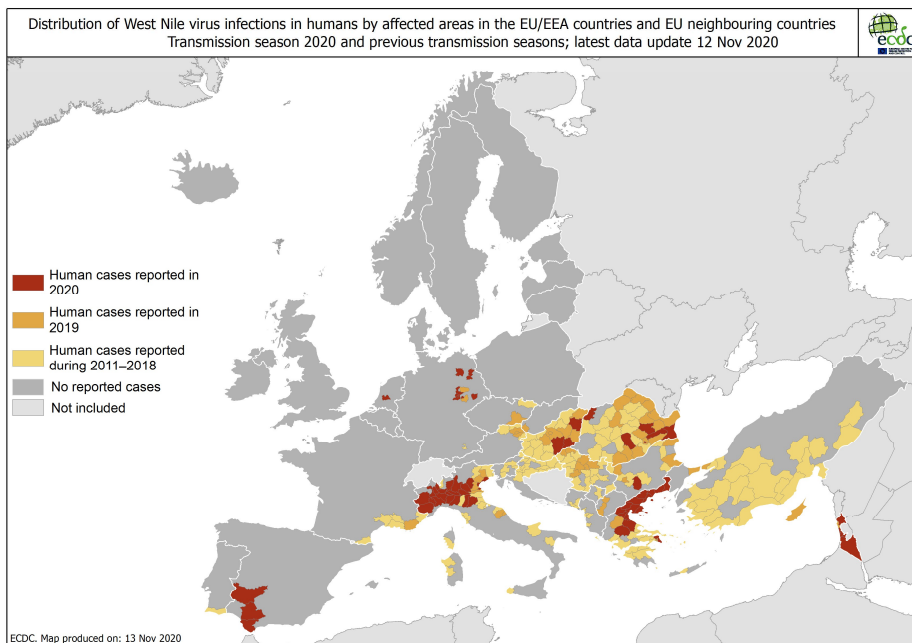 Distribution of West Nile virus infections in humans by affected areas in the EU/EEA countries and EU neighbouring countries
Transmission season 2020 and previous transmission seasons; latest data update 12 Nov 2020
ecdc
Human cases reported in
2020
Human cases reported in
2019
Human cases reported
during 2011–2018
No reported cases
Not included
ECDC. Map produced on: 13 Nov 2020